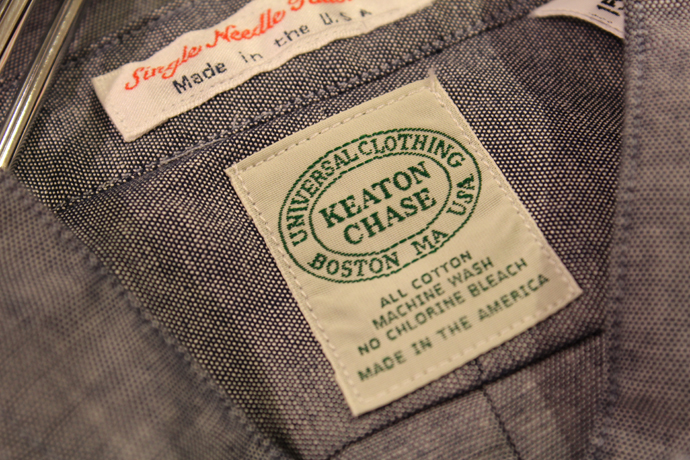 Single Needle
Made in the U.S.A
UNIVERSAL CLOTHING
KEATON
CHASE
BOSTON MA USA
ALL COTTON
MACHINE WASH
NO CHLORINE BLEACH
MADE IN THE AMERICA